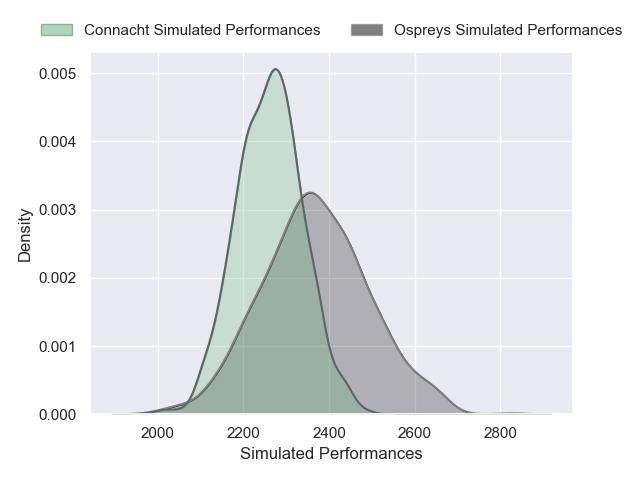 Connacht Simulated Performances Ospreys Simulated Performances
0.005
0.004
0.003
0.002
0.001
0.000
Density
2000 2200 2400 2600 2800
Simulated Performances